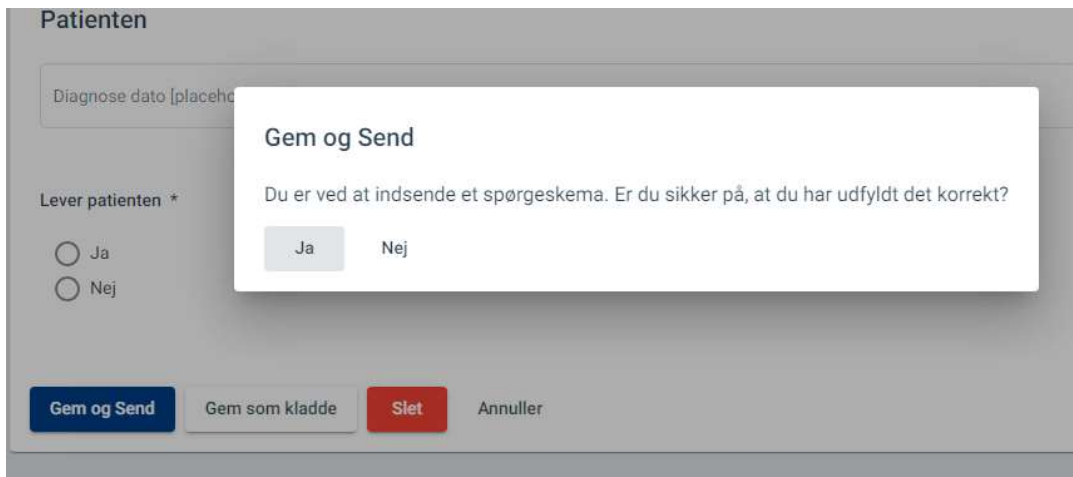 Patienten
Diagnose dato
Gem og Send
Du er ved at indsende et spørgeskema. Er du sikker på, at du har udfyldt det korrekt?
Ja Nej
Lever patienten *
Ja
Nej
Gem og Send Gem som kladde Slet Annuller